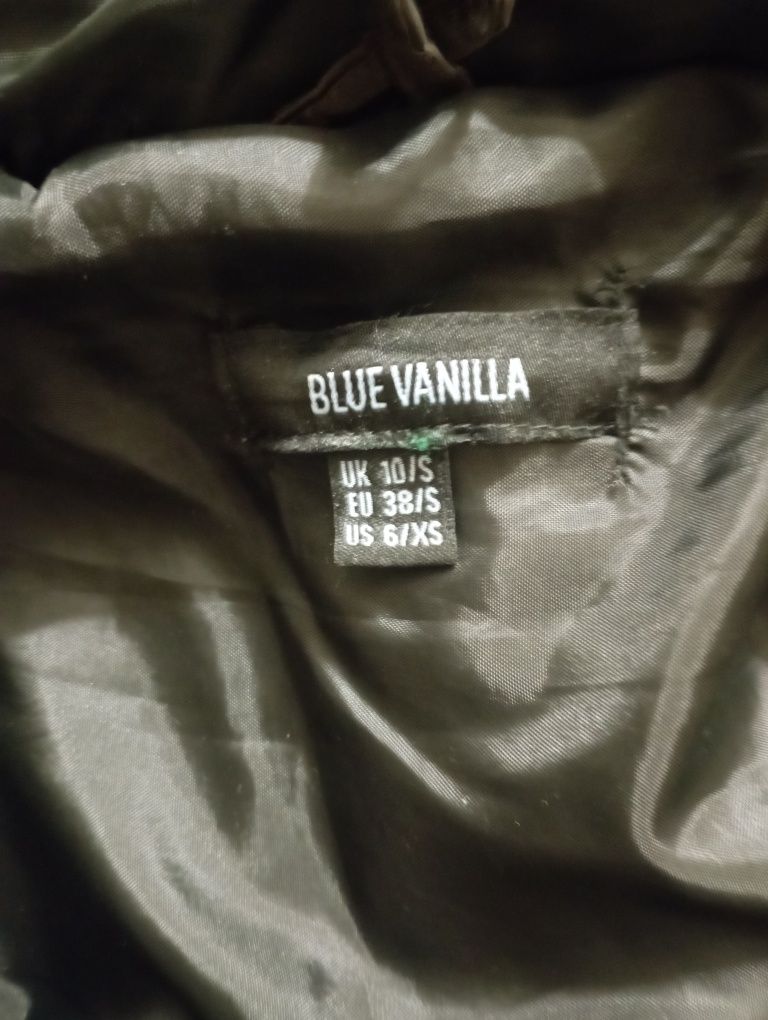 BLUE VANILLA
UK 10/S
EU 38/S
US 6/XS